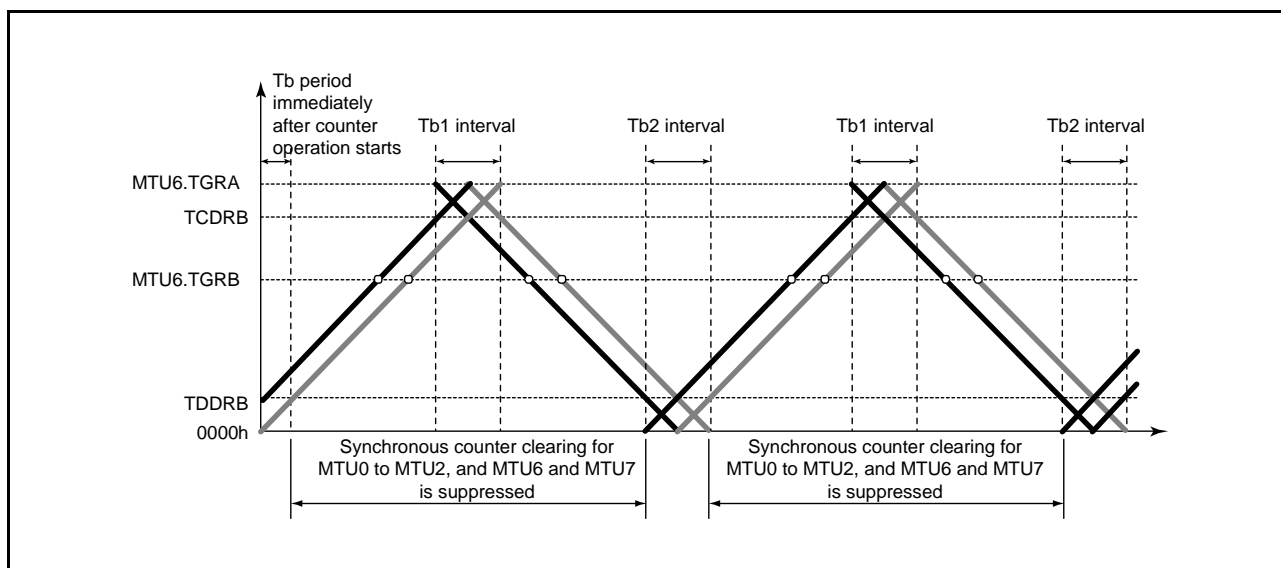 Tb period
immediately
after counter
operation starts
Tb1 interval
Tb2 interval
Tb1 interval
Tb2 interval
MTU6.TGRA
TCDRB
MTU6.TGRB
TDDRB
0000h
Synchronous counter clearing for
MTU0 to MTU2, and MTU6 and MTU7
is suppressed
Synchronous counter clearing for
MTU0 to MTU2, and MTU6 and MTU7
is suppressed